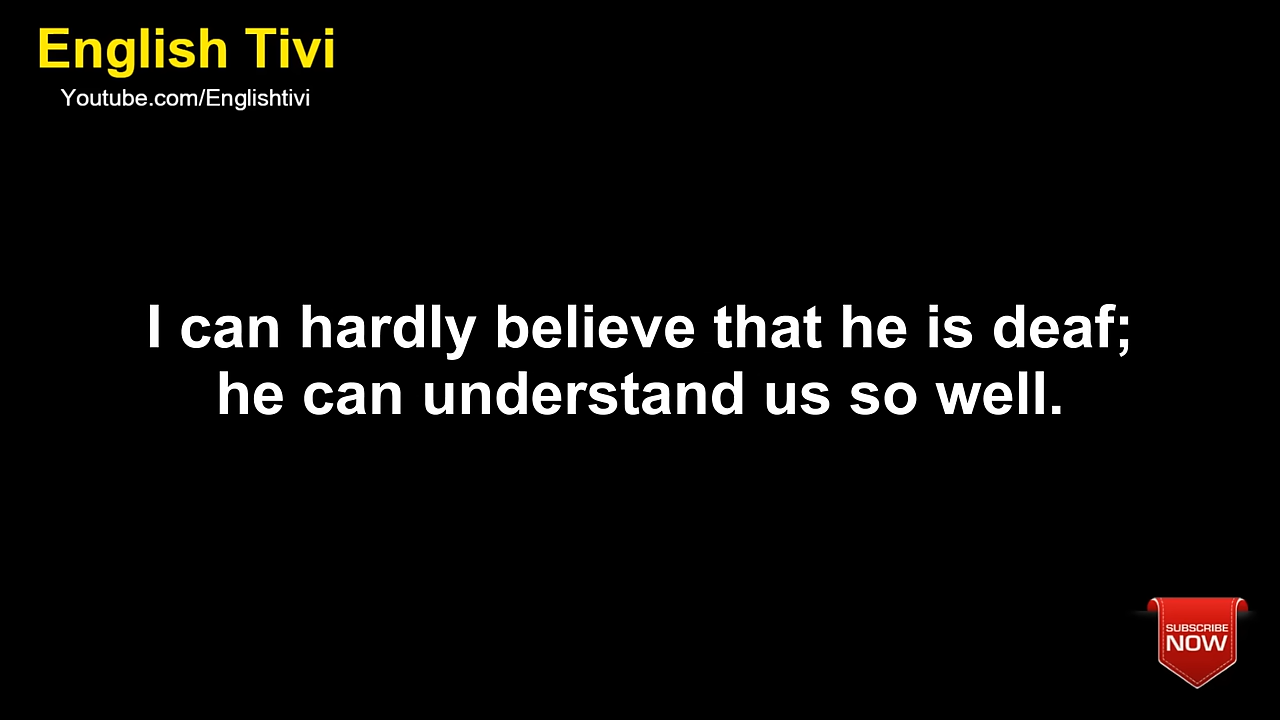 English Tivi
Youtube.com/Englishtivi
I can hardly believe that he is deaf;
he can understand us so well.
SUBSCRIBE
NOW